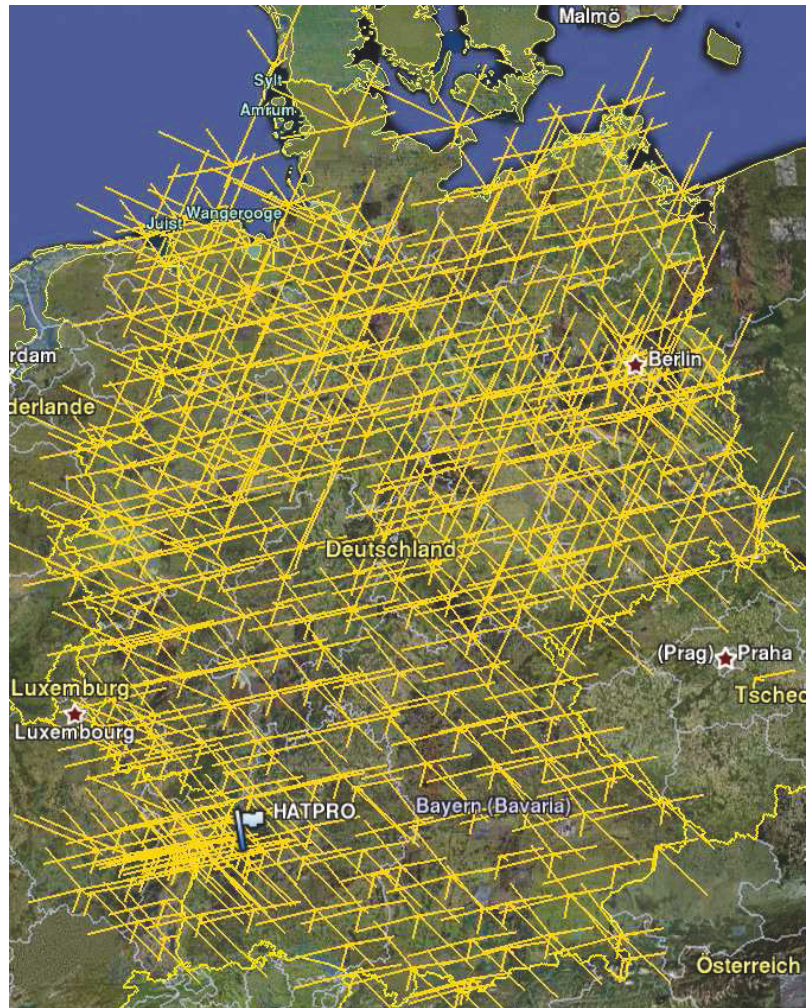 Malmö
Sylt
Amrum
Wangerooge
Juist
rdam
Berlin
derlande
Deutschland
(Prag) Praha
Luxemburg
Tschec
Luxembourg
HATPRO
Bayern (Bavaria)
Österreich